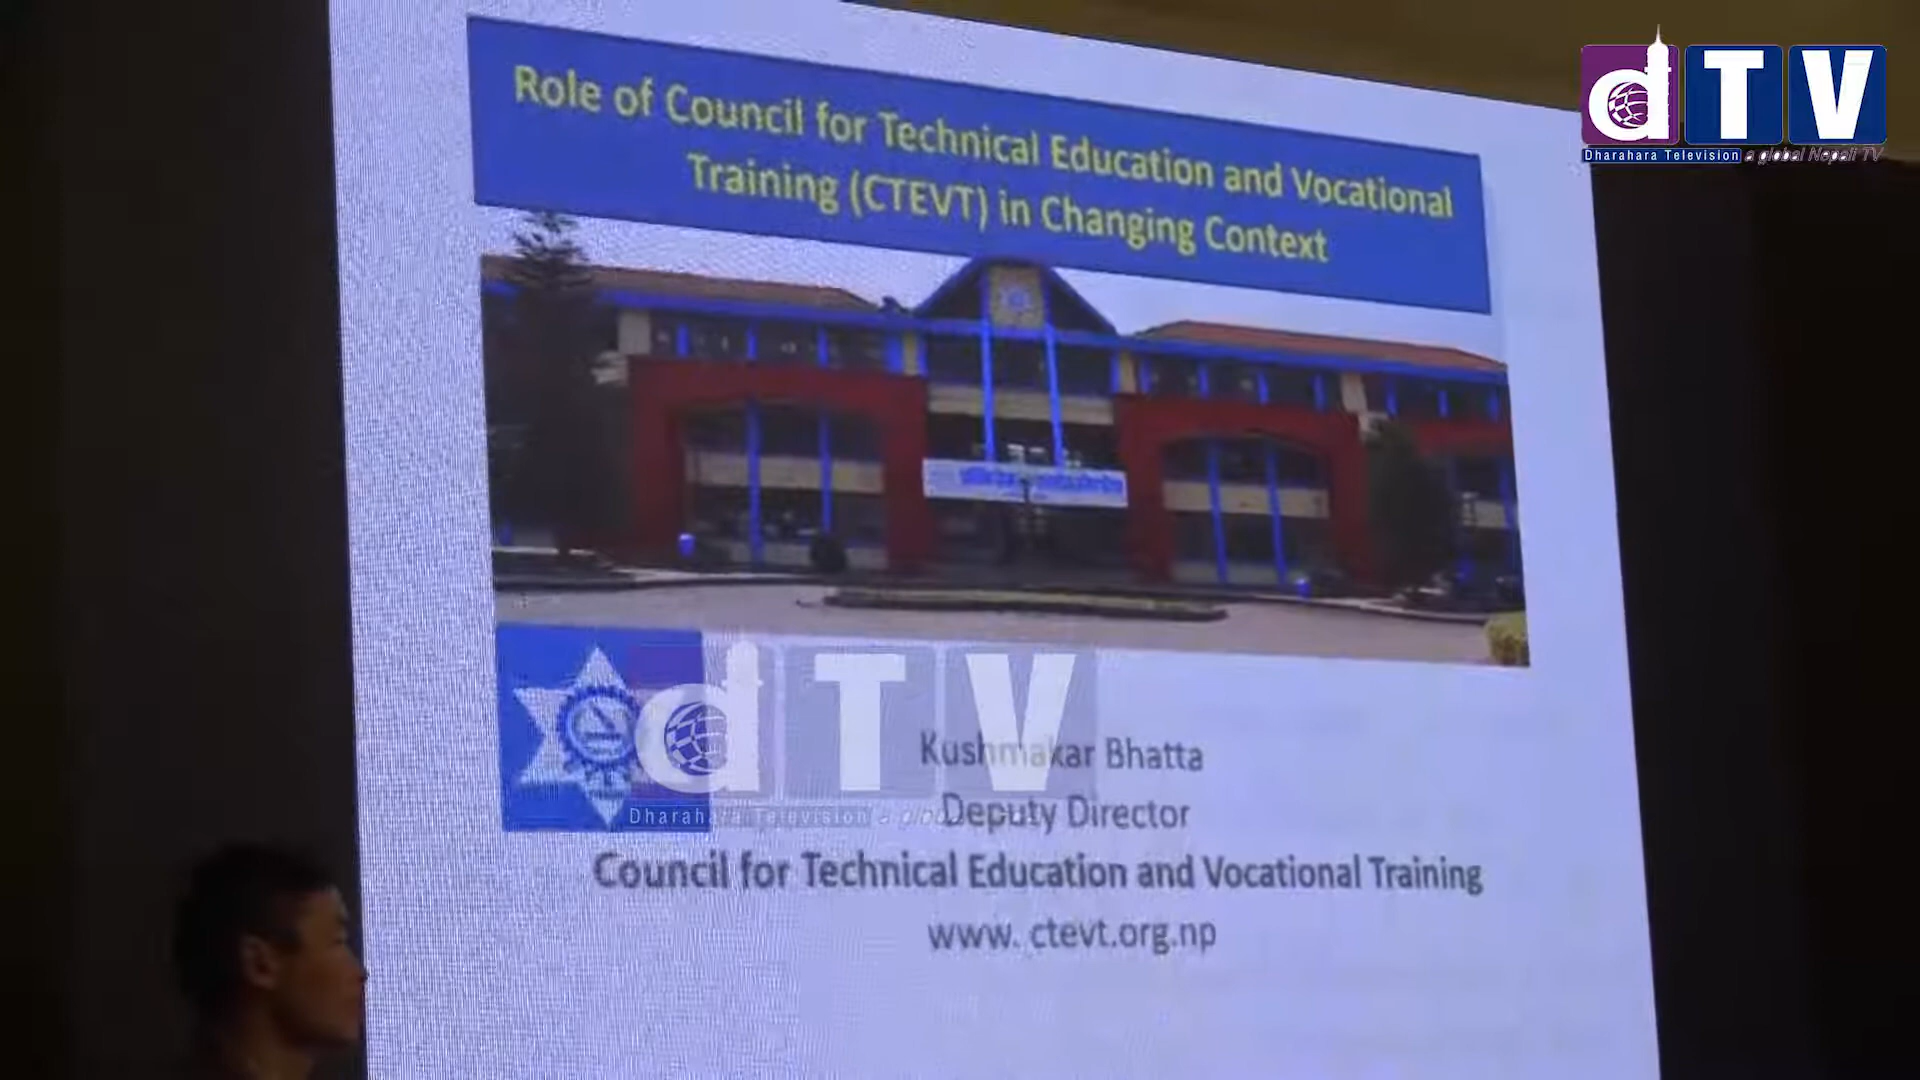 dTV
Dharahara Television a global Nepali TV
Role of Council for Technical Education and Vocational
Training (CTEVT) in Changing Context
dTV
Dharahara Television a glob
Kushmakar Bhatta
Deputy Director
Council for Technical Education and Vocational Training
www. ctevt.org.np